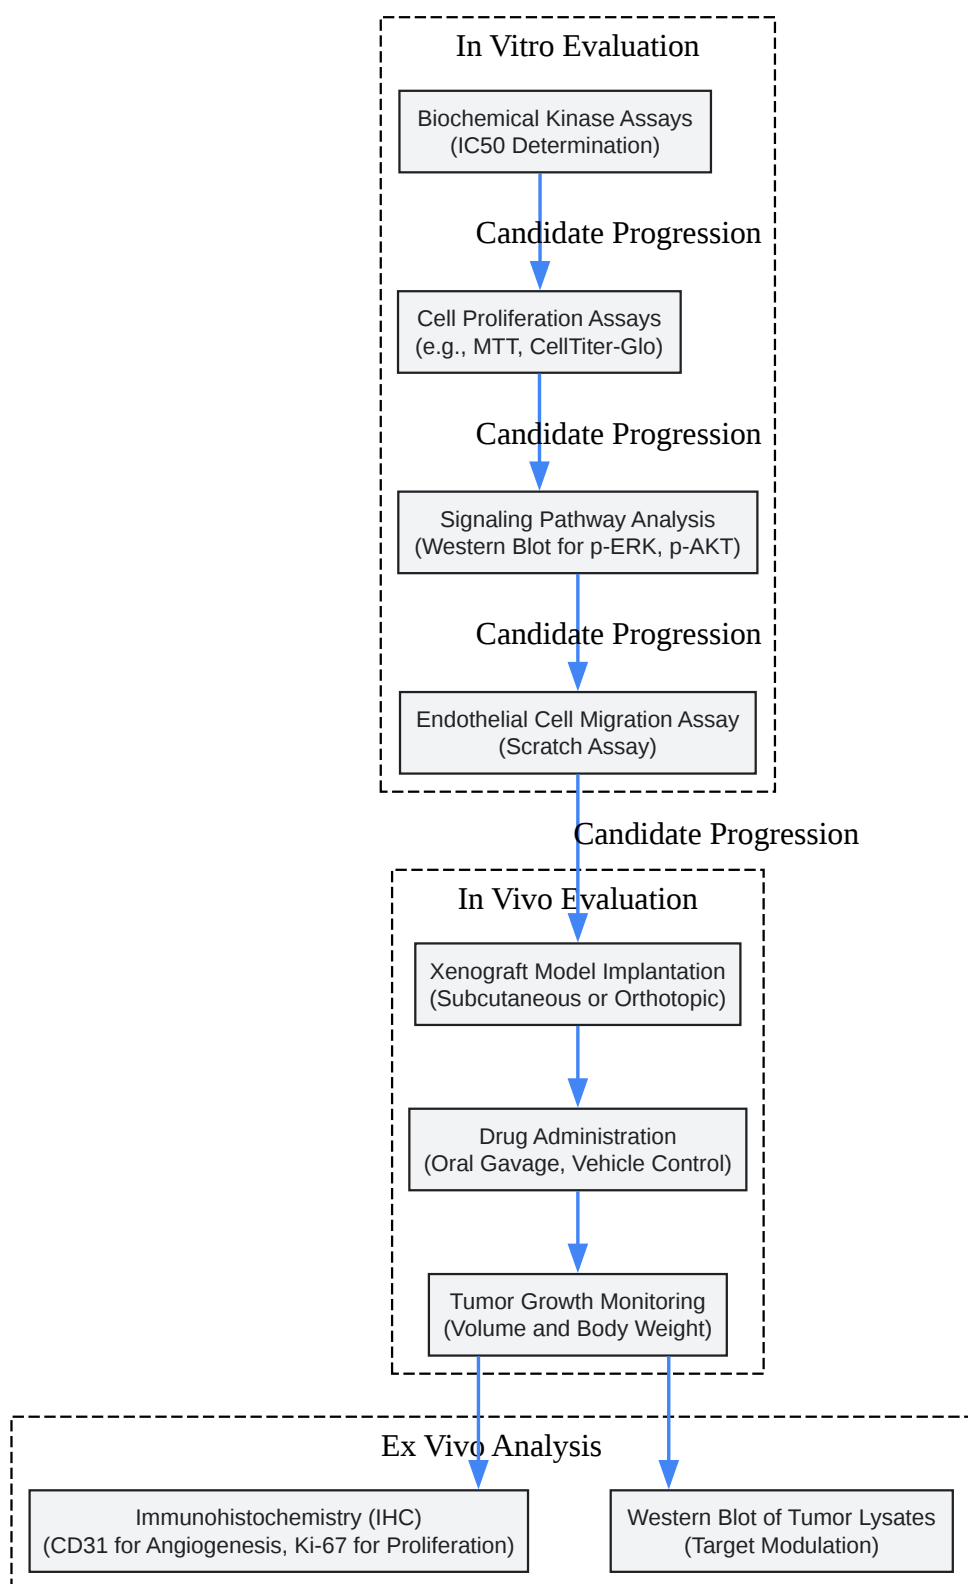 In Vitro Evaluation
Biochemical Kinase Assays
(IC50 Determination)
Candidate Progression
Cell Proliferation Assays
(e.g., MTT, CellTiter-Glo)
Candidate Progression
Signaling Pathway Analysis
(Western Blot for p-ERK, p-AKT)
Candidate Progression
Endothelial Cell Migration Assay
(Scratch Assay)
Candidate Progression
In Vivo Evaluation
Xenograft Model Implantation
(Subcutaneous or Orthotopic)
Drug Administration
(Oral Gavage, Vehicle Control)
Tumor Growth Monitoring
(Volume and Body Weight)
Ex Vivo Analysis
Immunohistochemistry (IHC)
(CD31 for Angiogenesis, Ki-67 for Proliferation)
Western Blot of Tumor Lysates
(Target Modulation)